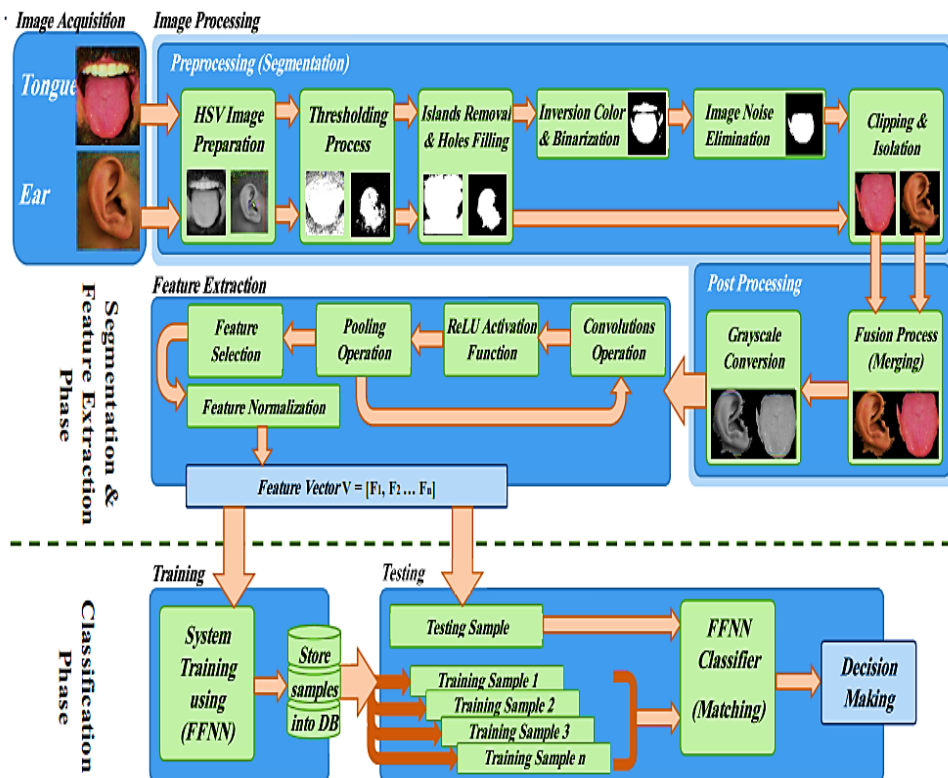 Image Acquisition
Image Processing
Tongue
Ear
Preprocessing (Segmentation)
HSV Image
Preparation
Thresholding
Process
Islands Removal
& Holes Filling
Inversion Color
& Binarization
Image Noise
Elimination
Clipping &
Isolation
Segmentation &
Feature Extraction
Phase
Feature Extraction
Feature
Selection
Pooling
Operation
ReLU Activation
Function
Convolutions
Operation
Feature Normalization
Post Processing
Grayscale
Conversion
Fusion Process
(Merging)
Feature Vector V = [F1, F2 ... Fn]
Classification
Phase
Training
System
Training
using
(FFNN)
Store
samples
into DB
Testing
Testing Sample
Training Sample 1
Training Sample 2
Training Sample 3
Training Sample n
FFNN
Classifier
(Matching)
Decision
Making